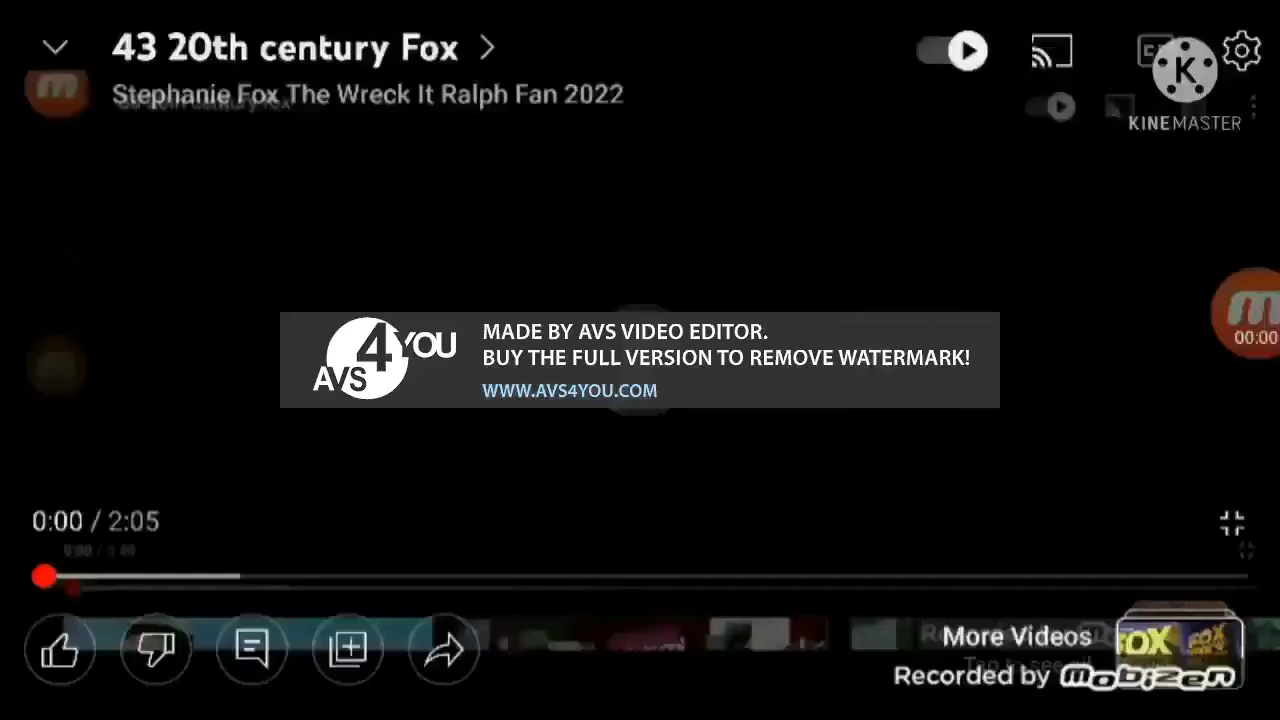 43 20th century Fox
Stephanie Fox The Wreck It Ralph Fan 2022
K
KINEMASTER
AVS4YOU
MADE BY AVS VIDEO EDITOR.
BUY THE FULL VERSION TO REMOVE WATERMARK!
WWW.AVS4YOU.COM
m
00:00
m
0:00 / 2:05
More Videos
FOX
FOX
Recorded by mobizen